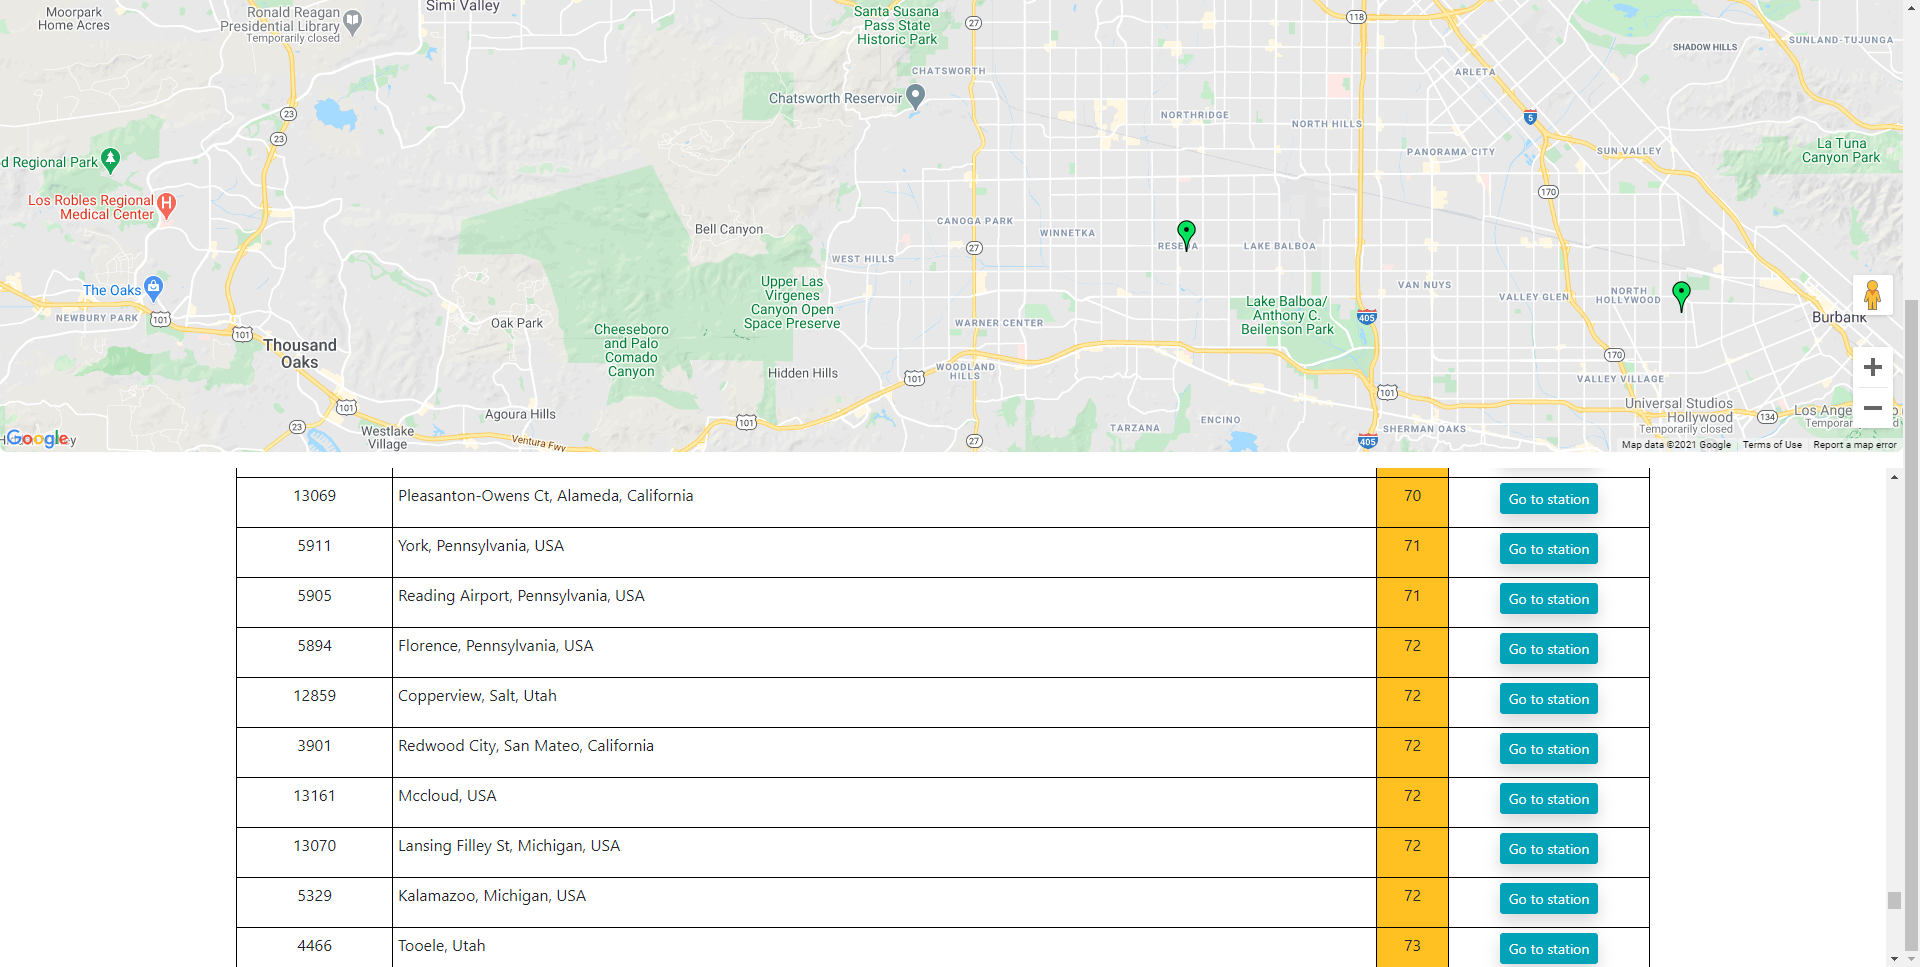 Moorpark
Home Acres
Ronald Reagan
Presidential Library
Temporarily closed
Simi Valley
Santa Susana
Pass State
Historic Park
27
118
SHADOW HILLS
SUNLAND-TUJUNGA
CHATSWORTH
ARLETA
Chatsworth Reservoir
23
23
NORTHRIDGE
NORTH HILLS
5
PANORAMA CITY
SUN VALLEY
La Tuna
Canyon Park
d Regional Park
Los Robles Regional
Medical Center
H
170
CANOGA PARK
WINNETKA
RESEDA
LAKE BALBOA
Bell Canyon
27
WEST HILLS
The Oaks
NEWBURY PARK
101
101
Thousand
Oaks
Oak Park
Cheeseboro
and Palo
Comado
Canyon
Upper Las
Virgenes
Canyon Open
Space Preserve
WARNER CENTER
Lake Balboa/
Anthony C.
Beilenson Park
VAN NUYS
VALLEY GLEN
NORTH
HOLLYWOOD
Burbank
405
170
Hidden Hills
101
WOODLAND
HILLS
VALLEY VILLAGE
101
101
Agoura Hills
101
23
Westlake
Village
Ventura Fwy
27
TARZANA
ENCINO
405
SHERMAN OAKS
Universal Studios
Hollywood
Temporarily closed
134
Los Ange
Temporar
Google
Map data ©2021 Google
Terms of Use
Report a map error
13069 Pleasanton-Owens Ct, Alameda, California 70 Go to station
5911 York, Pennsylvania, USA 71 Go to station
5905 Reading Airport, Pennsylvania, USA 71 Go to station
5894 Florence, Pennsylvania, USA 72 Go to station
12859 Copperview, Salt, Utah 72 Go to station
3901 Redwood City, San Mateo, California 72 Go to station
13161 Mccloud, USA 72 Go to station
13070 Lansing Filley St, Michigan, USA 72 Go to station
5329 Kalamazoo, Michigan, USA 72 Go to station
4466 Tooele, Utah 73 Go to station